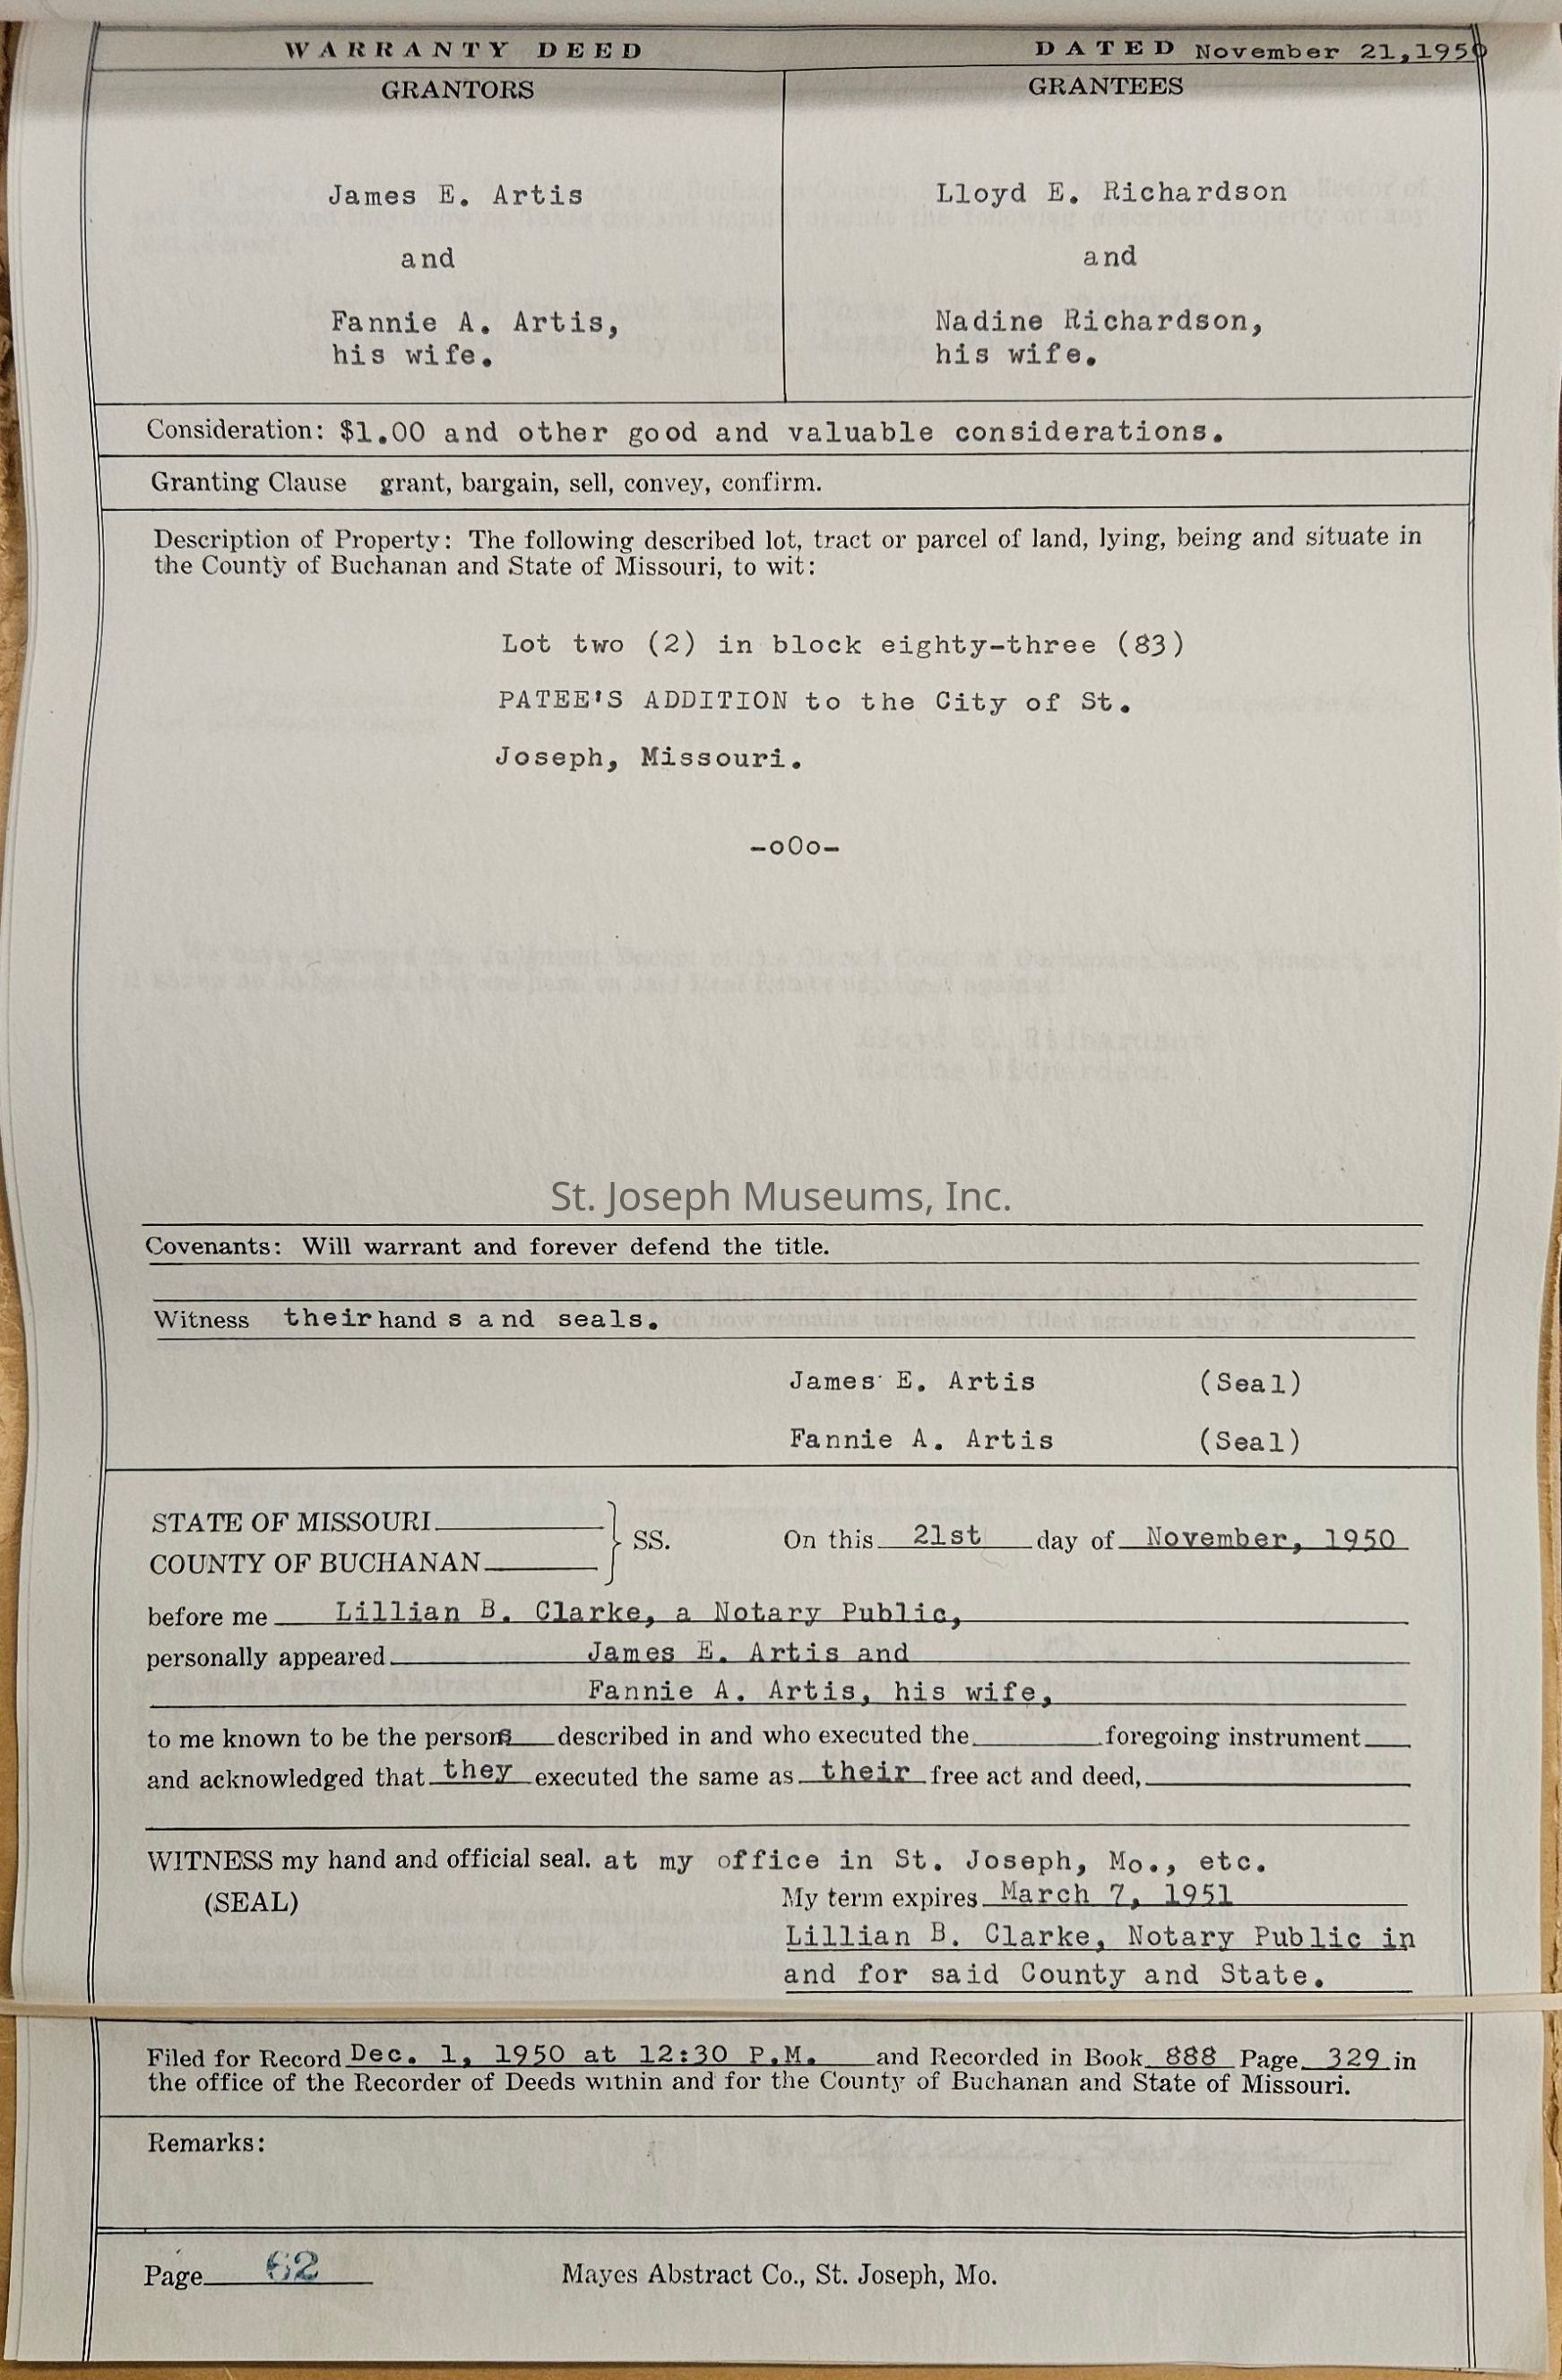 WARRANTY DEED DATED November 21,1950
GRANTORS GRANTEES
James E. Artis Lloyd E. Richardson
and and
Fannie A. Artis, Nadine Richardson,
his wife. his wife.
Consideration: $1.00 and other good and valuable considerations.
Granting Clause grant, bargain, sell, convey, confirm.
Description of Property: The following described lot, tract or parcel of land, lying, being and situate in
the County of Buchanan and State of Missouri, to wit:
Lot two (2) in block eighty-three (83)
PATEE'S ADDITION to the City of St.
Joseph, Missouri.
-oOo-
St. Joseph Museums, Inc.
Covenants: Will warrant and forever defend the title.
Witness their hand s and seals.
James E. Artis (Seal)
Fannie A. Artis (Seal)
STATE OF MISSOURI
COUNTY OF BUCHANAN } SS. On this 21st day of November, 1950
before me Lillian B. Clarke, a Notary Public,
personally appeared James E. Artis and
Fannie A. Artis, his wife,
to me known to be the persons described in and who executed the foregoing instrument
and acknowledged that they executed the same as their free act and deed,
WITNESS my hand and official seal. at my office in St. Joseph, Mo., etc.
(SEAL) My term expires March 7, 1951
Lillian B. Clarke, Notary Public in
and for said County and State.
Filed for Record Dec. 1, 1950 at 12:30 P.M. and Recorded in Book 888 Page 329 in
the office of the Recorder of Deeds within and for the County of Buchanan and State of Missouri.
Remarks:
Page 62 Mayes Abstract Co., St. Joseph, Mo.